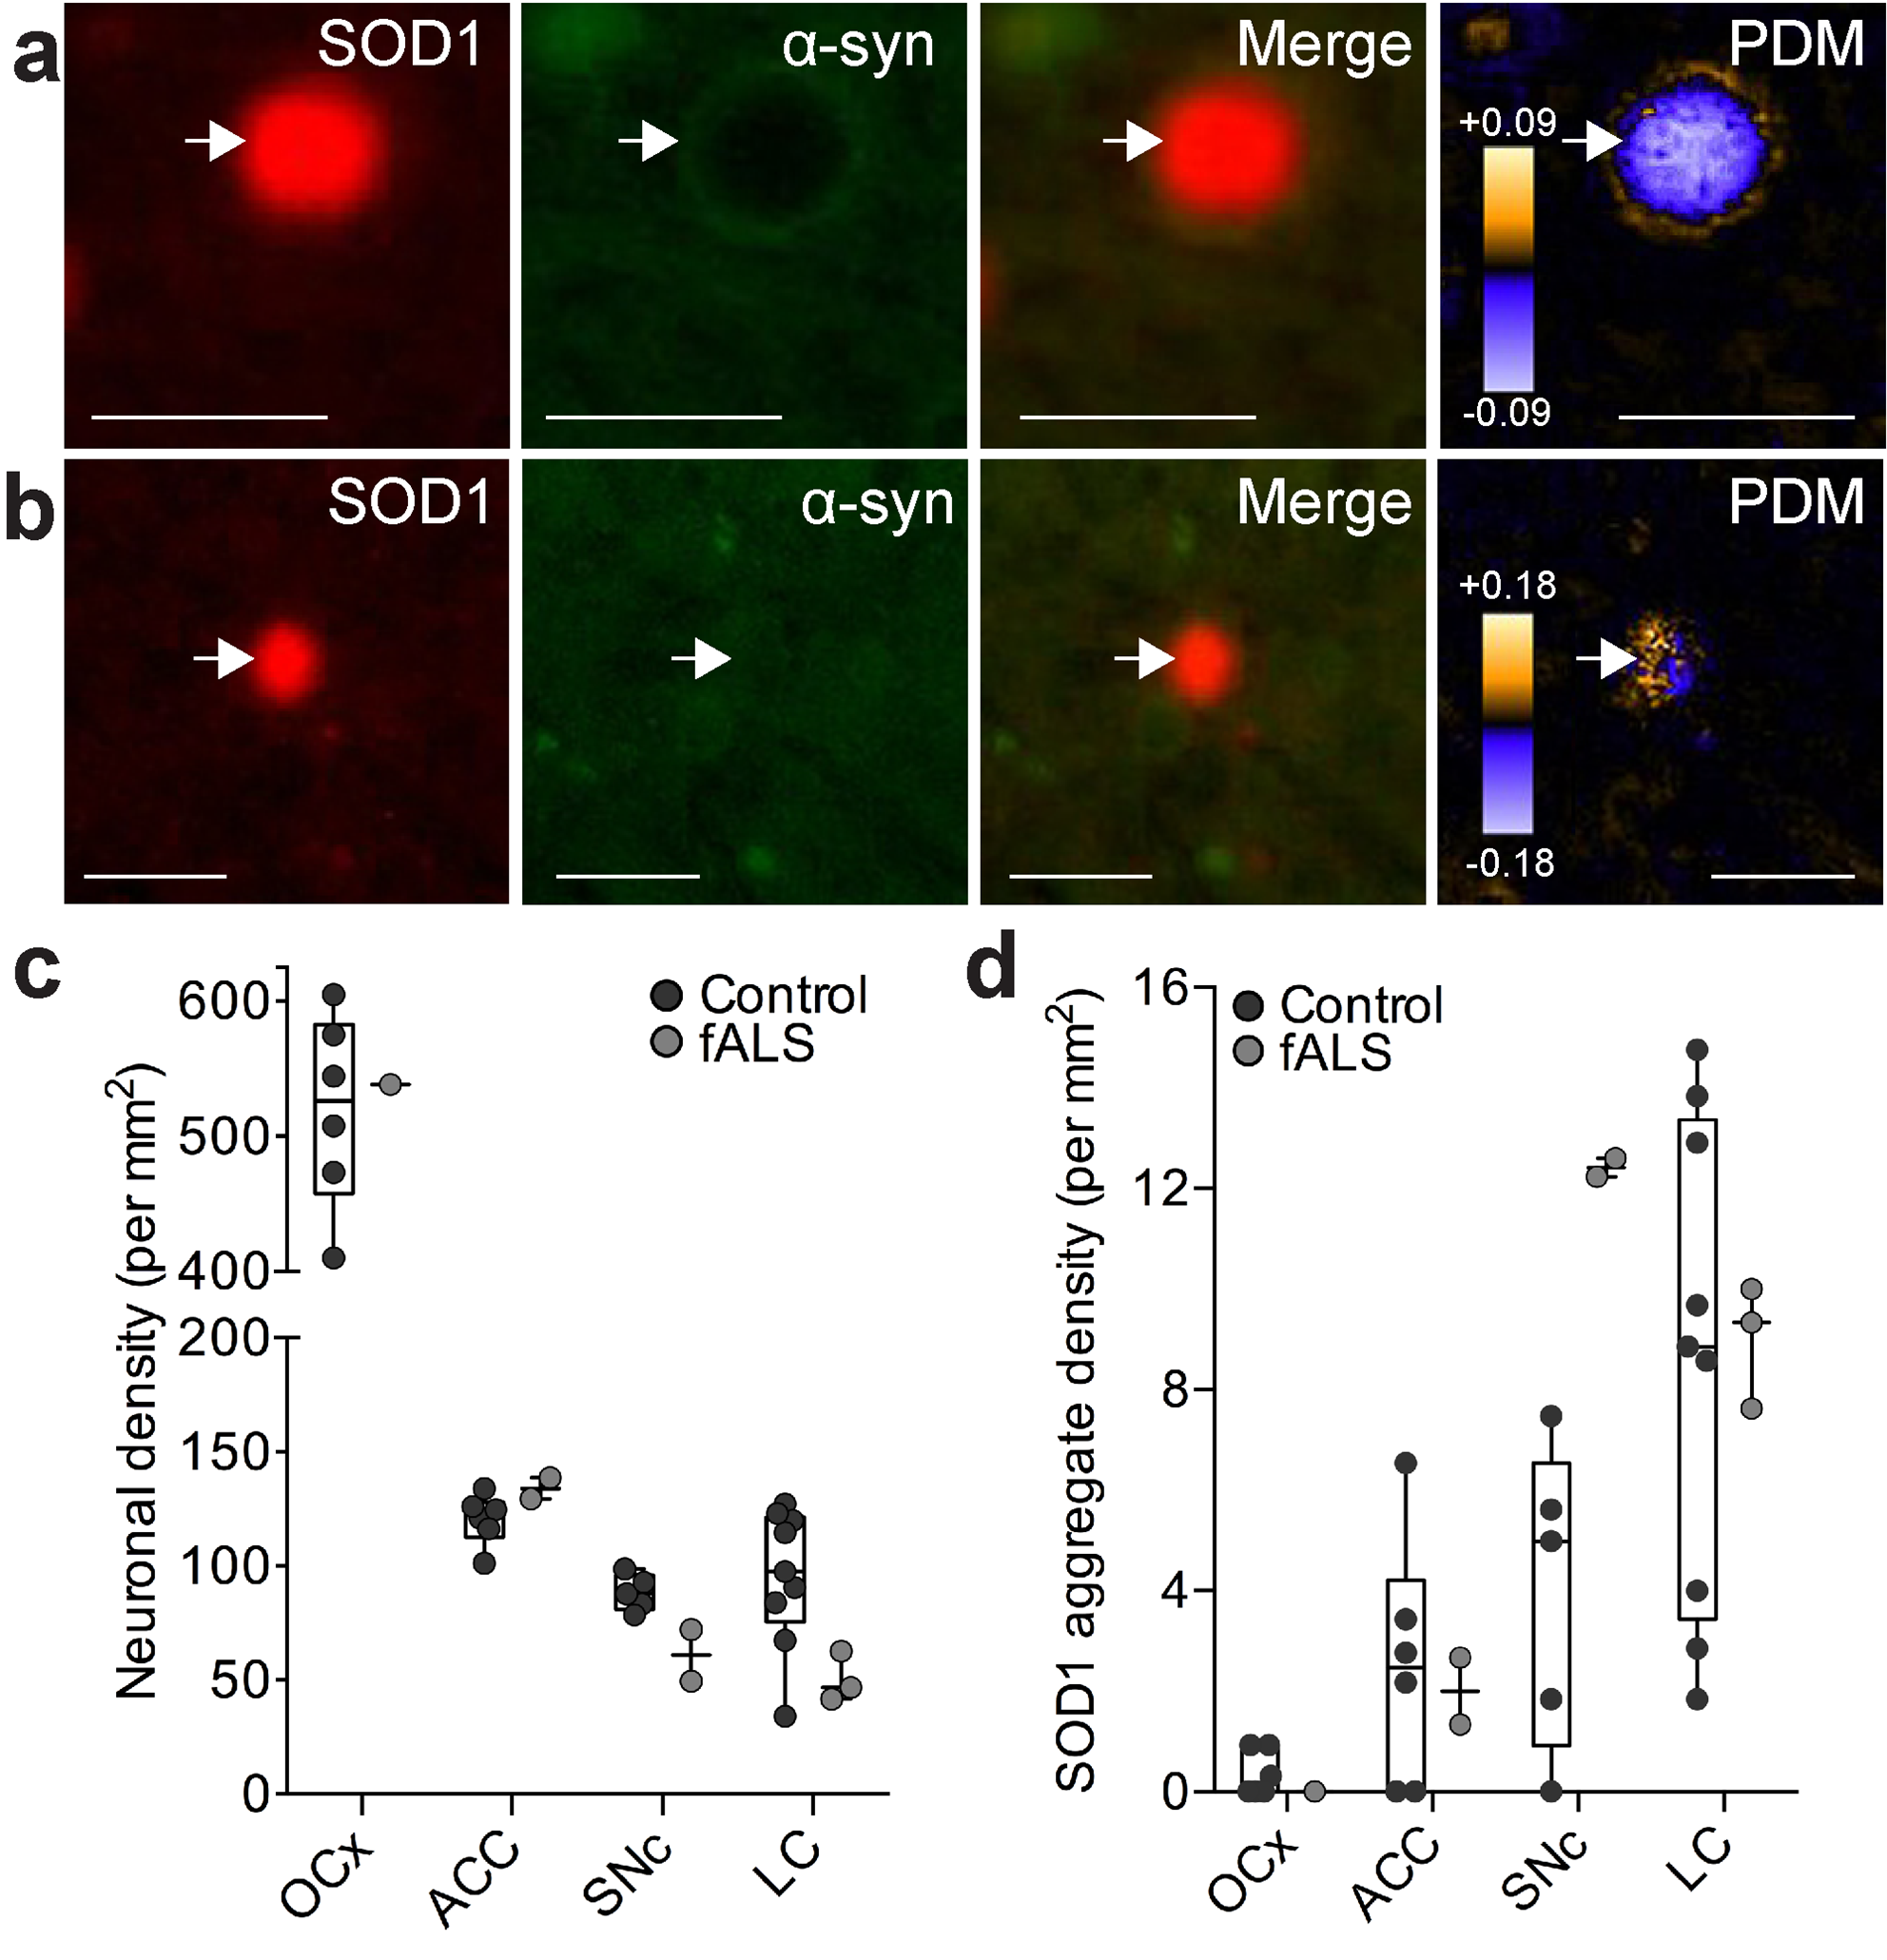 a
SOD1
α-syn
Merge
PDM
+0.09
-0.09
b
SOD1
α-syn
Merge
PDM
+0.18
-0.18
c
Neuronal density (per mm²)
600
500
400
200
150
100
50
0
Control
fALS
OCx
ACC
SNc
LC
d
SOD1 aggregate density (per mm²)
16
12
8
4
0
Control
fALS
OCx
ACC
SNc
LC